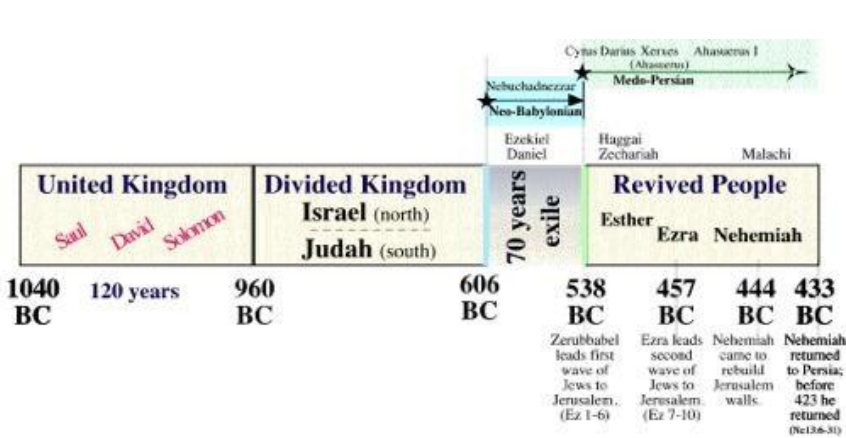 Cyrus Darius Xerxes Ahasuerus I
(Ahasuerus)
Medo-Persian
Nebuchadnezzar
Neo-Babylonian
Ezekiel
Daniel
Haggai
Zechariah
Malachi
United Kingdom
Saul David Solomon
Divided Kingdom
Israel (north)
Judah (south)
70 years
exile
Revived People
Esther
Ezra Nehemiah
1040
BC
120 years
960
BC
606
BC
538
BC
457
BC
444
BC
433
BC
Zerubbabel
leads first
wave of
Jews to
Jerusalem.
(Ez 1-6)
Ezra leads
second
wave of
Jews to
Jerusalem.
(Ez 7-10)
Nehemiah
came to
rebuild
Jerusalem
walls.
Nehemiah
returned
to Persia;
before
423 he
returned
(Ne13:6-31)